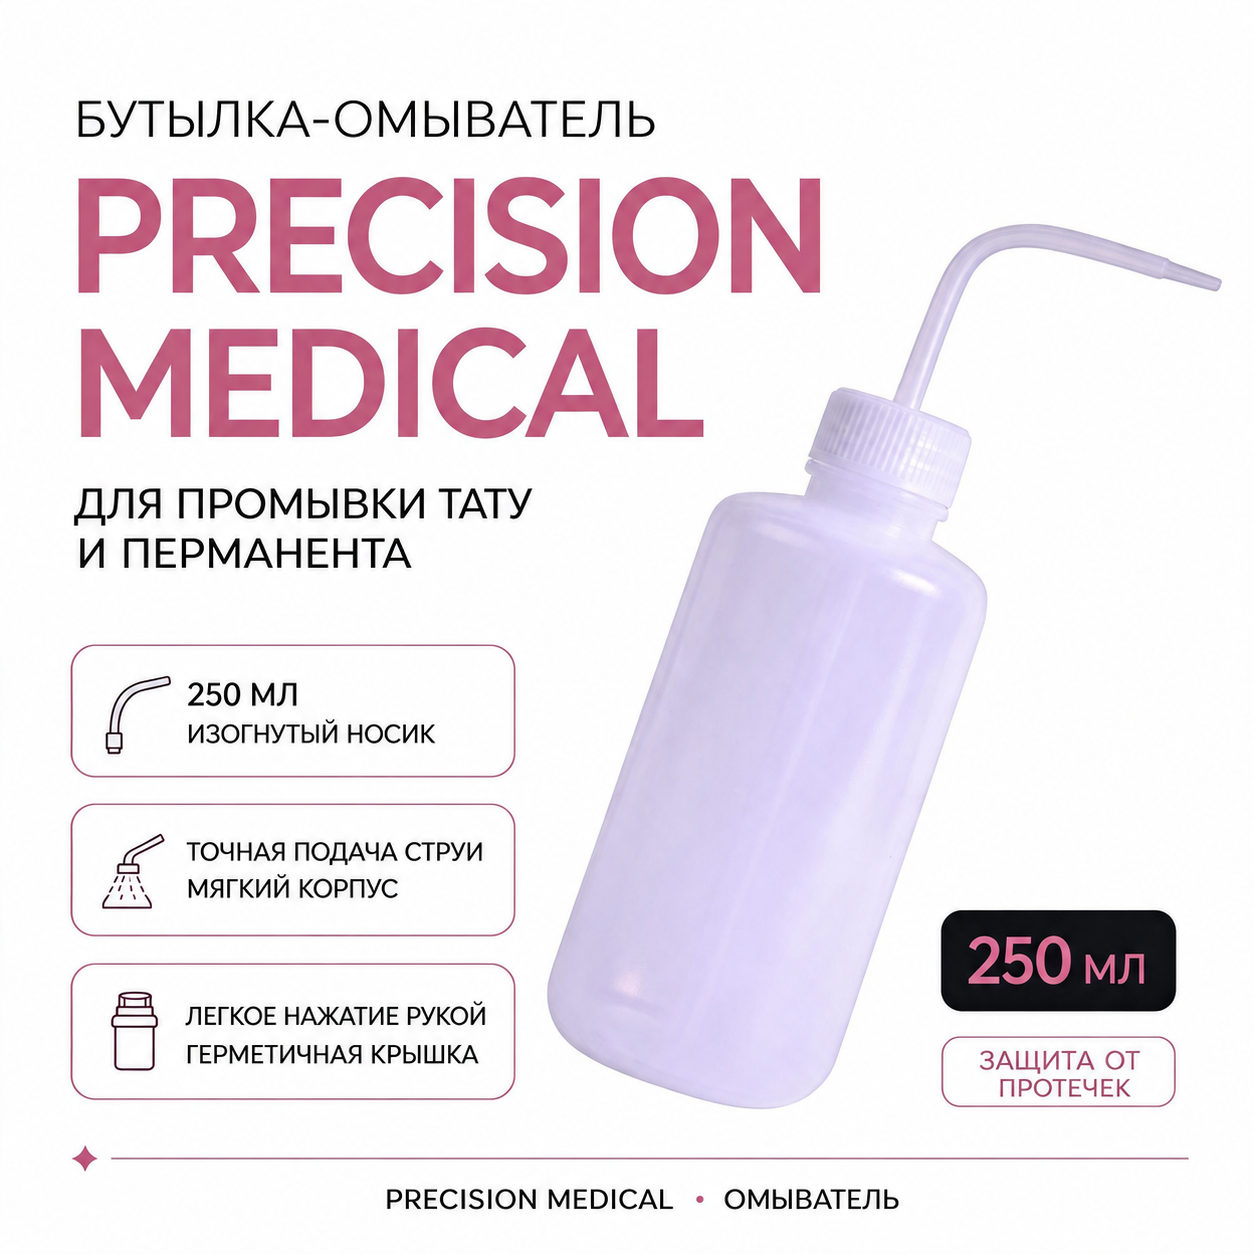 БУТЫЛКА-ОМЫВАТЕЛЬ
PRECISION
MEDICAL
ДЛЯ ПРОМЫВКИ ТАТУ
И ПЕРМАНЕНТА
250 МЛ
ИЗОГНУТЫЙ НОСИК
ТОЧНАЯ ПОДАЧА СТРУИ
МЯГКИЙ КОРПУС
ЛЕГКОЕ НАЖАТИЕ РУКОЙ
ГЕРМЕТИЧНАЯ КРЫШКА
250 МЛ
ЗАЩИТА ОТ
ПРОТЕЧЕК
PRECISION MEDICAL • ОМЫВАТЕЛЬ